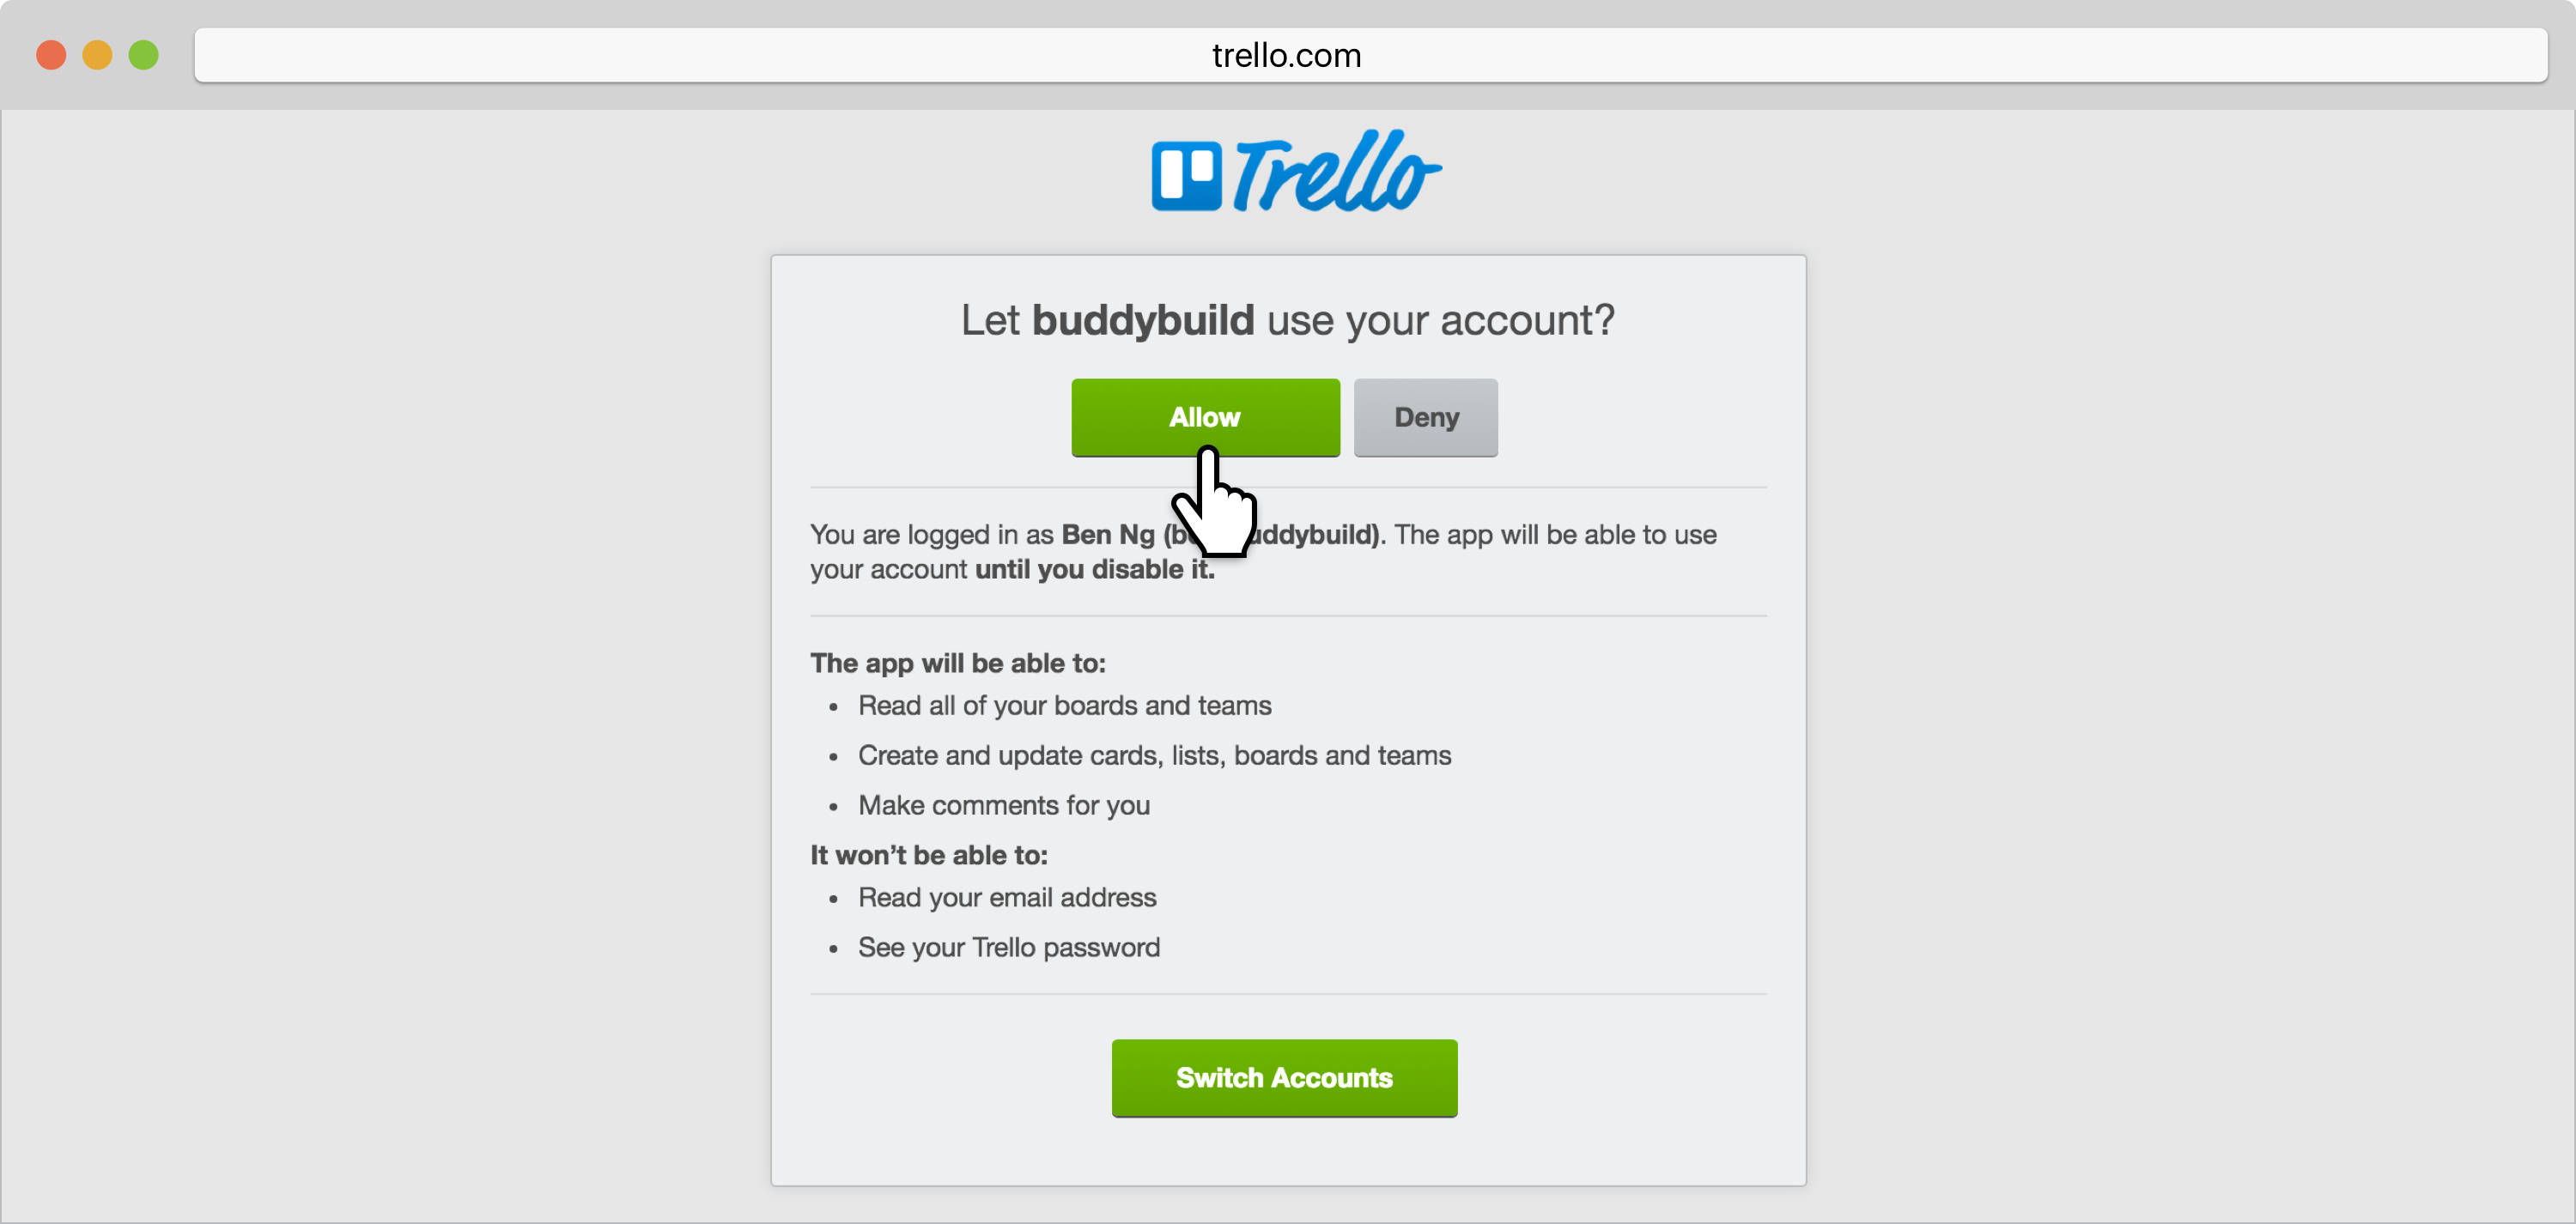 trello.com
Trello
Let buddybuild use your account?
Allow
Deny
You are logged in as Ben Ng uddybuild). The app will be able to use
your account until you disable it.
The app will be able to:
• Read all of your boards and teams
• Create and update cards, lists, boards and teams
• Make comments for you
It won’t be able to:
• Read your email address
• See your Trello password
Switch Accounts